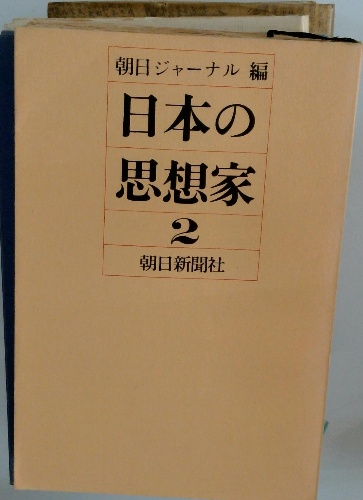 朝日ジャーナル 編
日本の
思想家
2
朝日新聞社